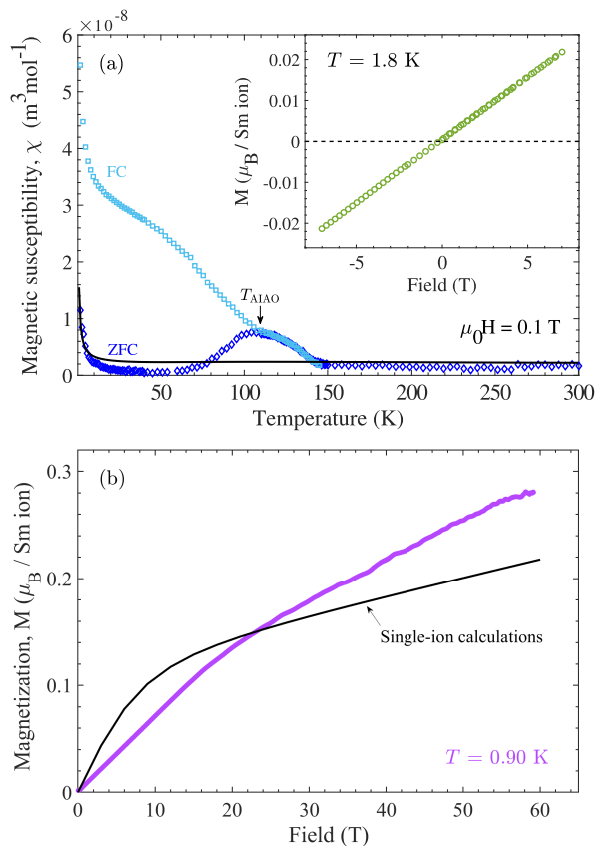 ×10⁻⁸
(a)
Magnetic susceptibility, χ (m³mol⁻¹)
6
5
4
3
2
1
0
FC
ZFC
T_AIAO
μ₀H = 0.1 T
50
100
150
200
250
300
Temperature (K)
T = 1.8 K
M (μ_B / Sm ion)
0.02
0.01
0
-0.01
-0.02
-5
0
5
Field (T)
(b)
Magnetization, M (μ_B / Sm ion)
0.3
0.2
0.1
0
Single-ion calculations
T = 0.90 K
0
10
20
30
40
50
60
Field (T)